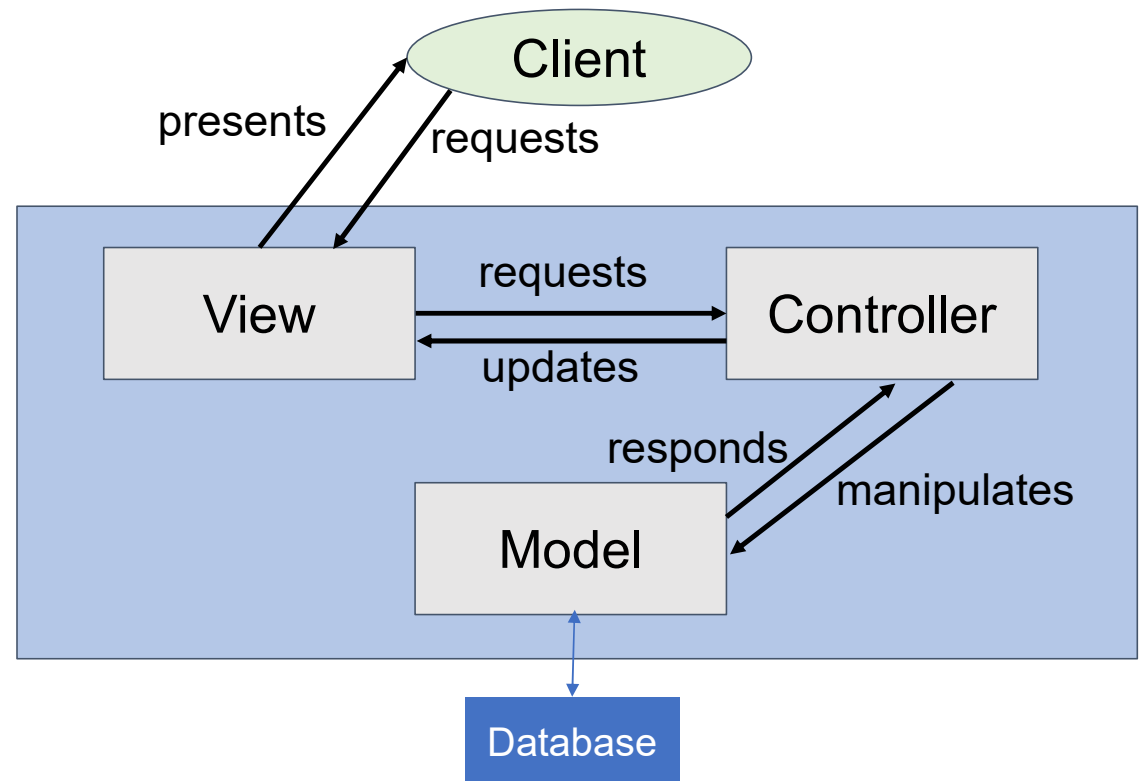 Client
presents
requests
View
requests
updates
Controller
responds
manipulates
Model
Database